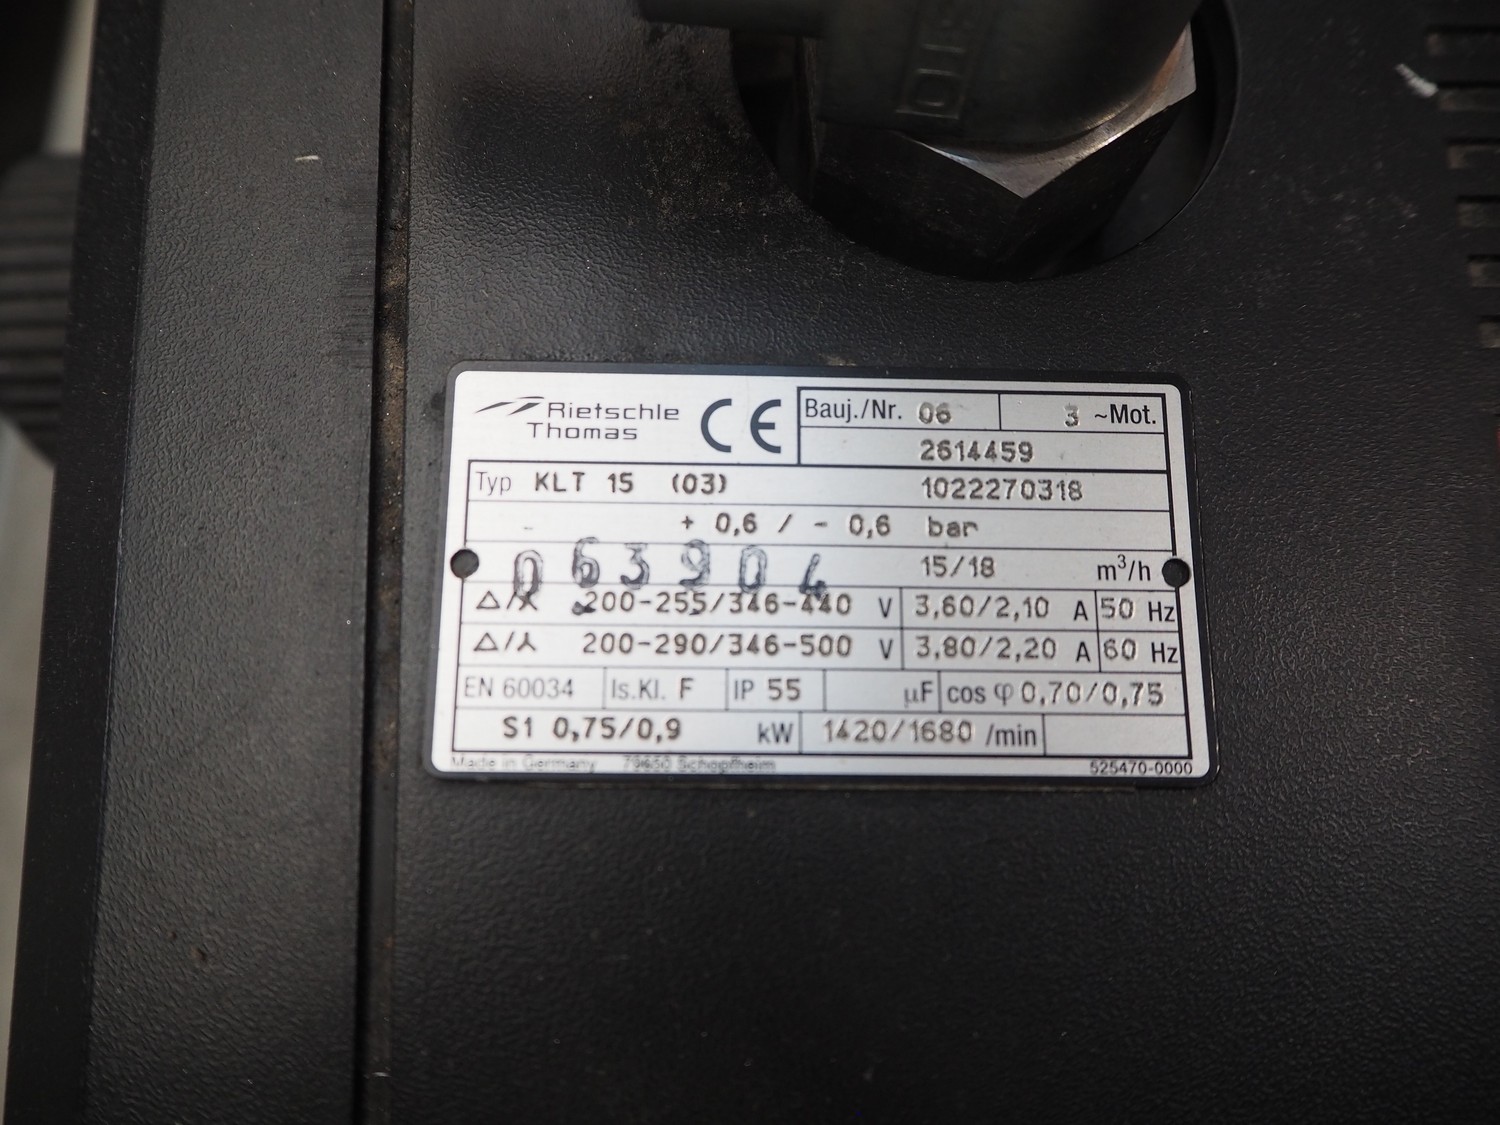 Rietschle
Thomas
CE
Bauj./Nr. 06 3 ~Mot.
2614459
Typ KLT 15 (03) 1022270318
+ 0,6 / - 0,6 bar
063904
15/18 m³/h
△/人 200-255/346-440 V 3,60/2,10 A 50 Hz
△/人 200-290/346-500 V 3,80/2,20 A 60 Hz
EN 60034 Is.Kl. F IP 55 µF cos φ 0,70/0,75
S1 0,75/0,9 kW 1420/1680 /min
Made in Germany 79650 Schopfheim 525470-0000